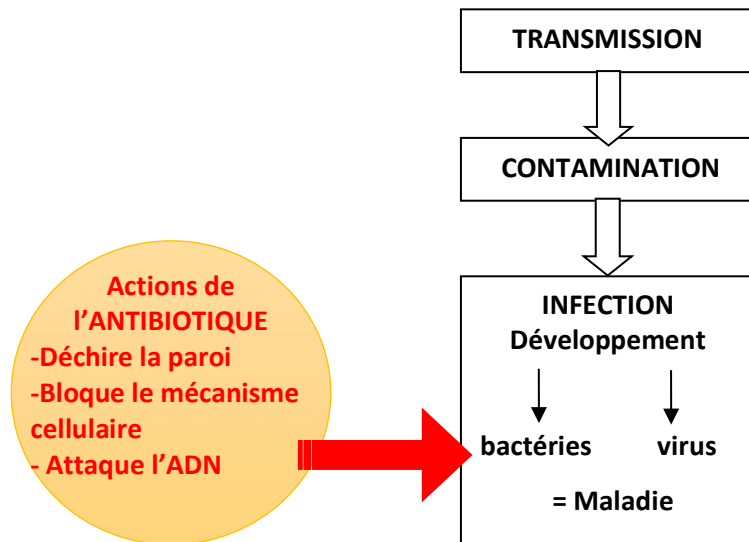 TRANSMISSION
CONTAMINATION
INFECTION
Développement
bactéries virus
= Maladie
Actions de
l’ANTIBIOTIQUE
-Déchire la paroi
-Bloque le mécanisme
cellulaire
- Attaque l’ADN